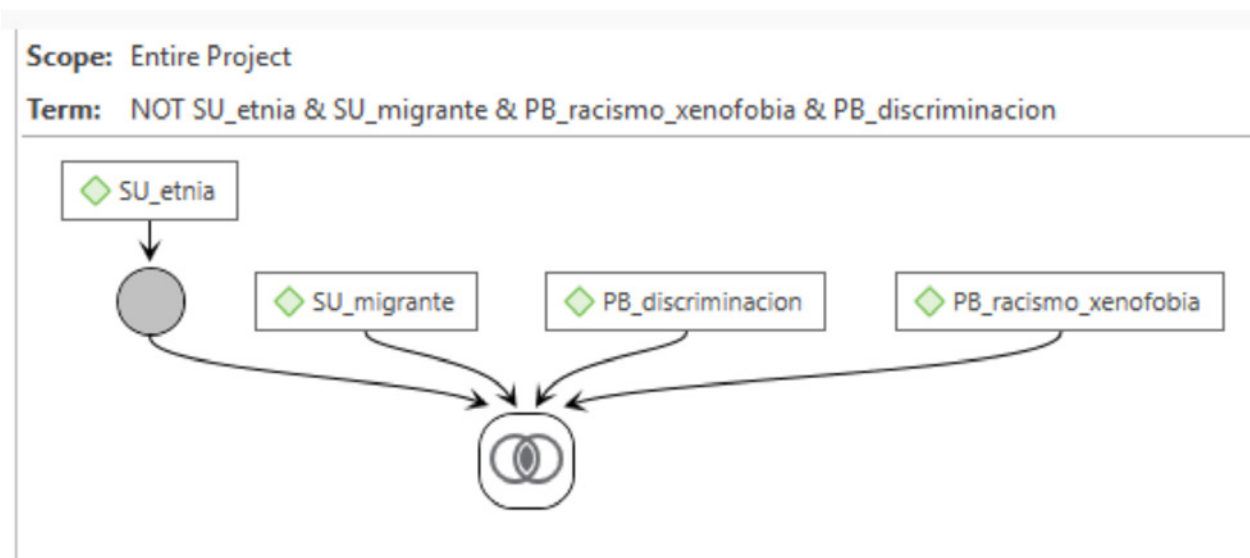 Scope: Entire Project
Term: NOT SU_etnia & SU_migrante & PB_racismo_xenofobia & PB_discriminacion
SU_etnia
SU_migrante
PB_discriminacion
PB_racismo_xenofobia